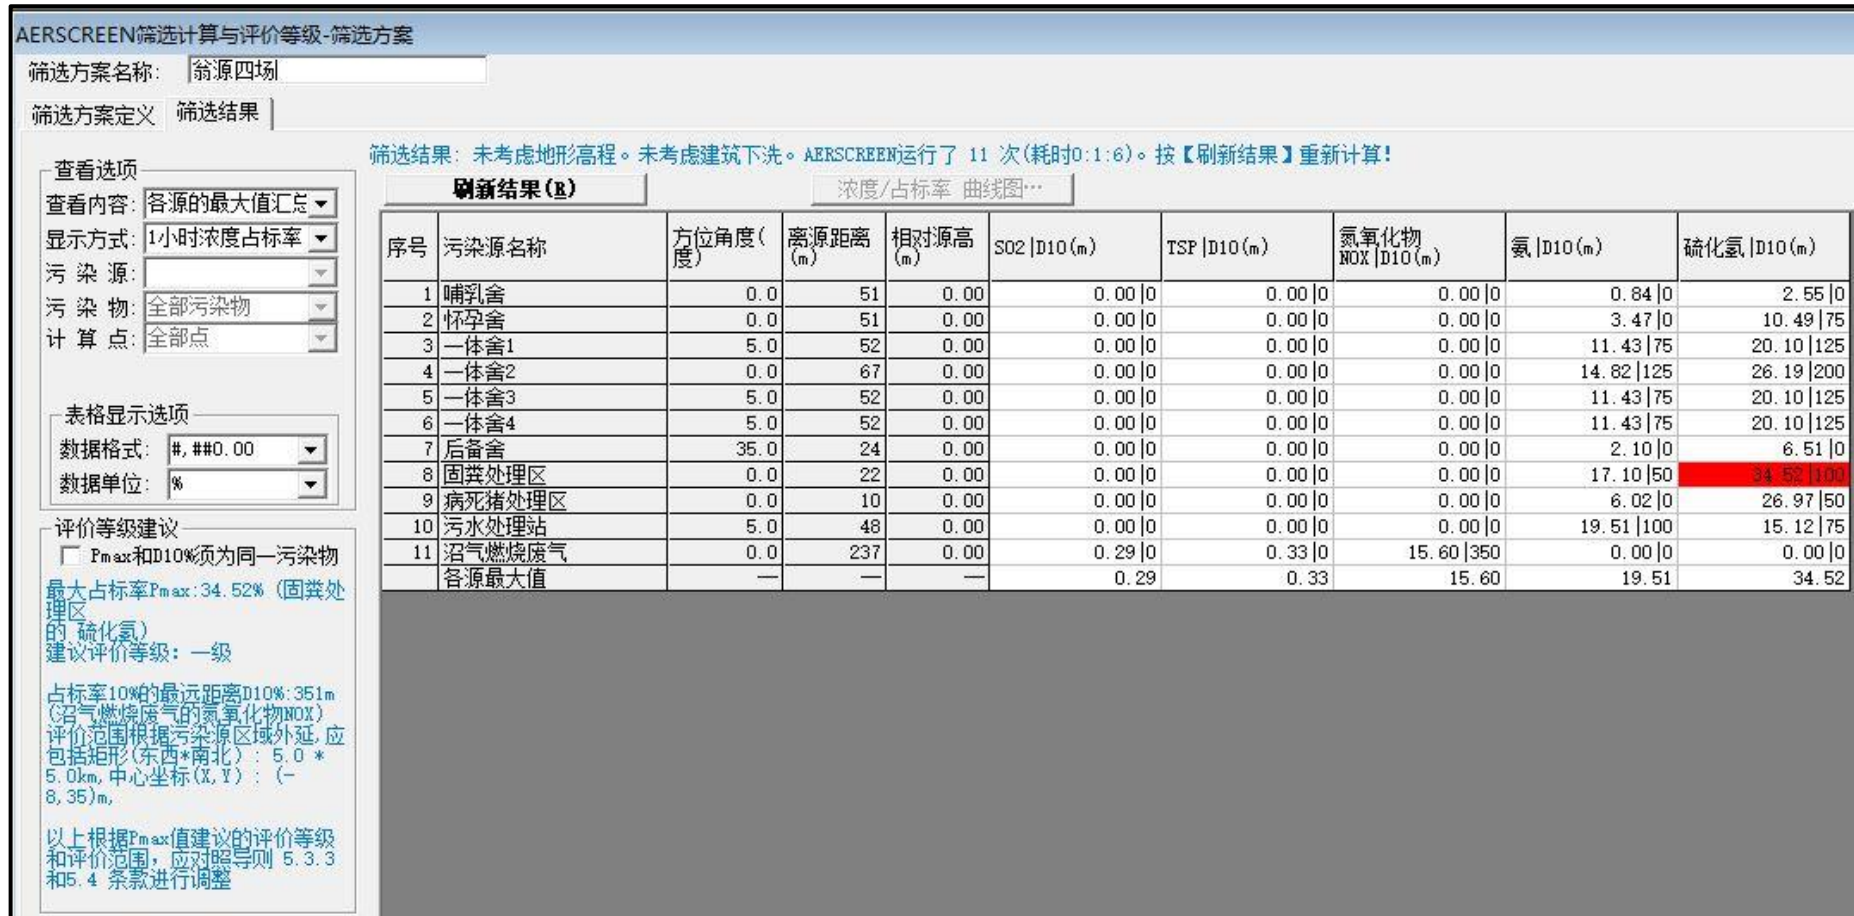 AERSCREEN筛选计算与评价等级-筛选方案
筛选方案名称: 翁源四场
筛选方案定义 筛选结果
筛选结果: 未考虑地形高程。未考虑建筑下洗。AERSCREEN运行了 11 次(耗时0:1:6)。按【刷新结果】重新计算!
刷新结果(R) 浓度/占标率 曲线图…
查看选项
查看内容: 各源的最大值汇总
显示方式: 1小时浓度占标率
污 染 源:
污 染 物: 全部污染物
计 算 点: 全部点
表格显示选项
数据格式: #,##0.00
数据单位: %
评价等级建议
Pmax和D10%须为同一污染物
最大占标率Pmax:34.52% (固粪处
理区
的 硫化氢)
建议评价等级: 一级
占标率10%的最远距离D10%:351m
(沼气燃烧废气的氮氧化物NOX)
评价范围根据污染源区域外延,应
包括矩形(东西*南北): 5.0 *
5.0km,中心坐标(X,Y): (-
8,35)m,
以上根据Pmax值建议的评价等级
和评价范围,应对照导则 5.3.3
和5.4 条款进行调整
序号 污染源名称 方位角度(度) 离源距离(m) 相对源高(m) SO2|D10(m) TSP|D10(m) 氮氧化物NOX|D10(m) 氨|D10(m) 硫化氢|D10(m)
1 哺乳舍 0.0 51 0.00 0.00|0 0.00|0 0.00|0 0.84|0 2.55|0
2 怀孕舍 0.0 51 0.00 0.00|0 0.00|0 0.00|0 3.47|0 10.49|75
3 一体舍1 5.0 52 0.00 0.00|0 0.00|0 0.00|0 11.43|75 20.10|125
4 一体舍2 0.0 67 0.00 0.00|0 0.00|0 0.00|0 14.82|125 26.19|200
5 一体舍3 5.0 52 0.00 0.00|0 0.00|0 0.00|0 11.43|75 20.10|125
6 一体舍4 5.0 52 0.00 0.00|0 0.00|0 0.00|0 11.43|75 20.10|125
7 后备舍 35.0 24 0.00 0.00|0 0.00|0 0.00|0 2.10|0 6.51|0
8 固粪处理区 0.0 22 0.00 0.00|0 0.00|0 0.00|0 17.10|50 34.52|100
9 病死猪处理区 0.0 10 0.00 0.00|0 0.00|0 0.00|0 6.02|0 26.97|50
10 污水处理站 5.0 48 0.00 0.00|0 0.00|0 0.00|0 19.51|100 15.12|75
11 沼气燃烧废气 0.0 237 0.00 0.29|0 0.33|0 15.60|350 0.00|0 0.00|0
各源最大值 — — — 0.29 0.33 15.60 19.51 34.52